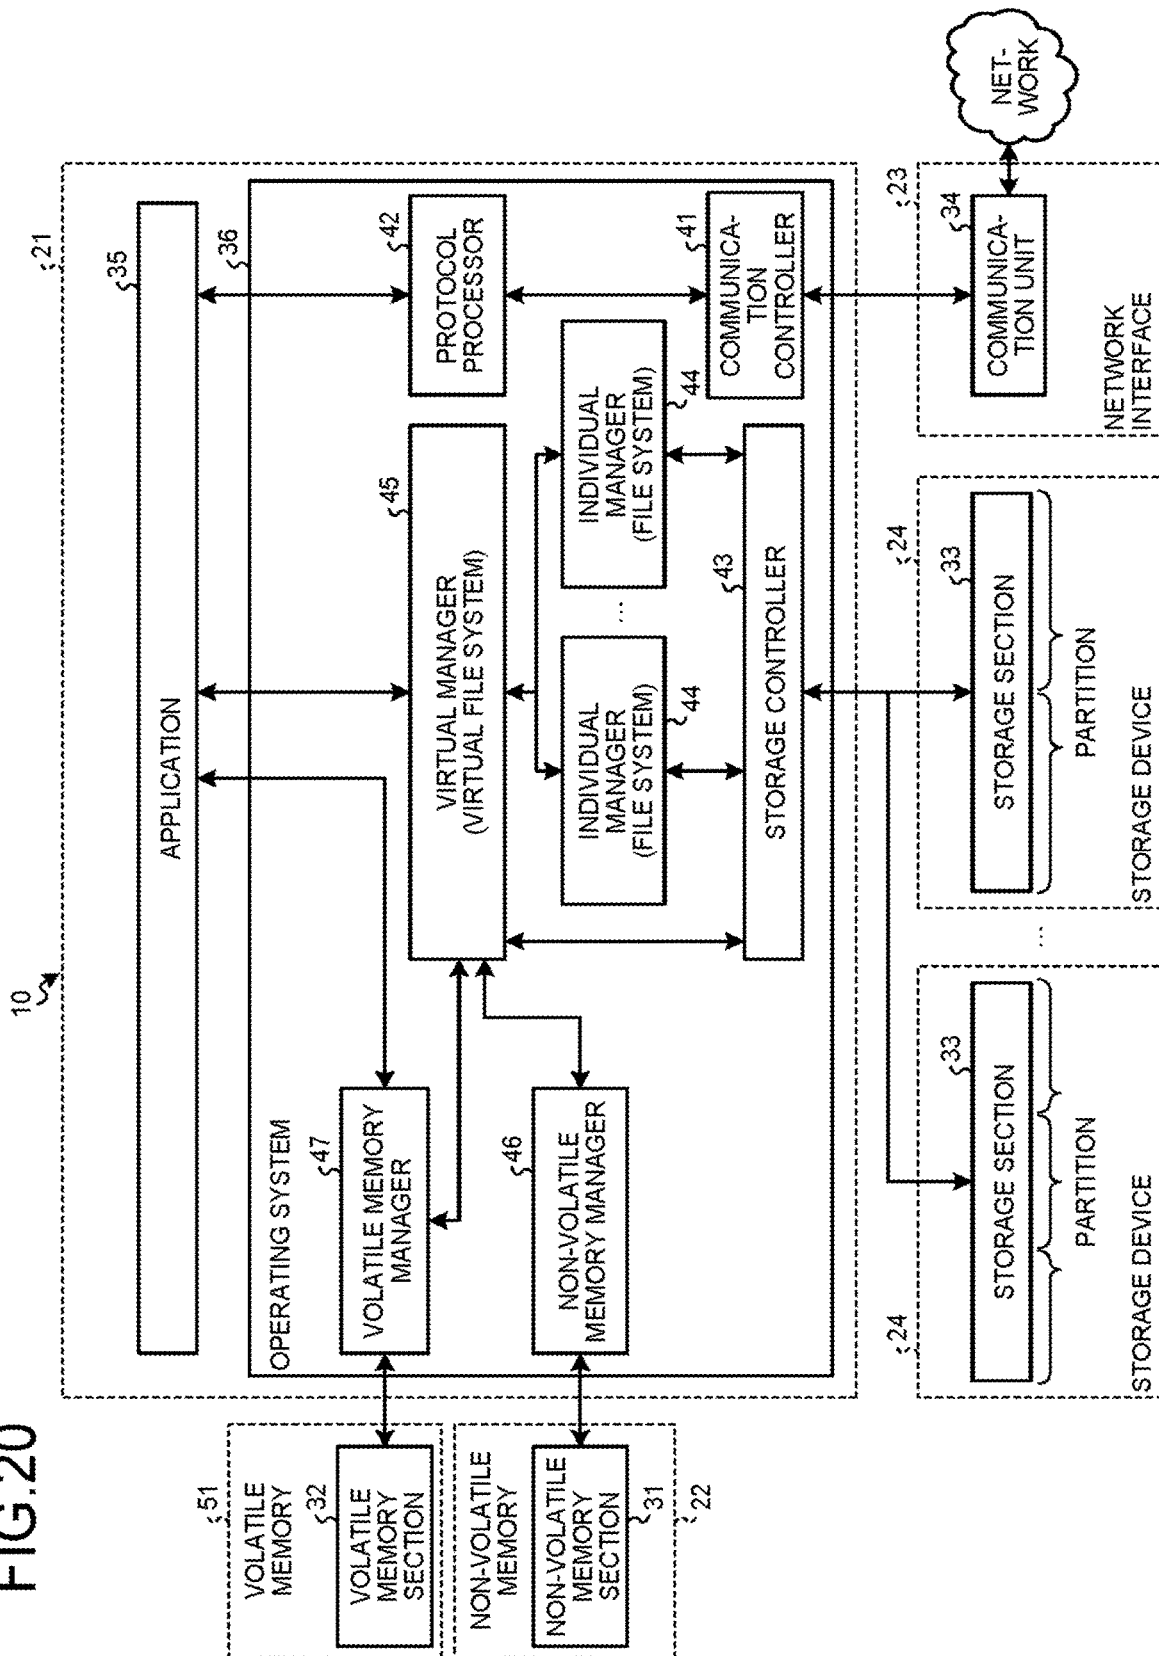 FIG.20
10
21
35
APPLICATION
36
OPERATING SYSTEM
51
VOLATILE
MEMORY
32
VOLATILE
MEMORY
SECTION
47
VOLATILE MEMORY
MANAGER
45
VIRTUAL MANAGER
(VIRTUAL FILE SYSTEM)
42
PROTOCOL
PROCESSOR
NON-VOLATILE
MEMORY
NON-VOLATILE
MEMORY
SECTION
31
22
46
NON-VOLATILE
MEMORY MANAGER
INDIVIDUAL
MANAGER
(FILE SYSTEM)
44
...
INDIVIDUAL
MANAGER
(FILE SYSTEM)
44
43
STORAGE CONTROLLER
41
COMMUNICA-
TION
CONTROLLER
24
33
STORAGE SECTION
PARTITION
STORAGE DEVICE
...
24
33
STORAGE SECTION
PARTITION
STORAGE DEVICE
23
34
COMMUNICA-
TION UNIT
NETWORK
INTERFACE
NET-
WORK